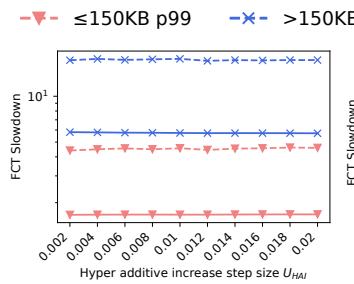 ≤150KB p99
>150KB
FCT Slowdown
10¹
0.002
0.004
0.006
0.008
0.01
0.012
0.014
0.016
0.018
0.02
Hyper additive increase step size U_HAI
FCT Slowdown